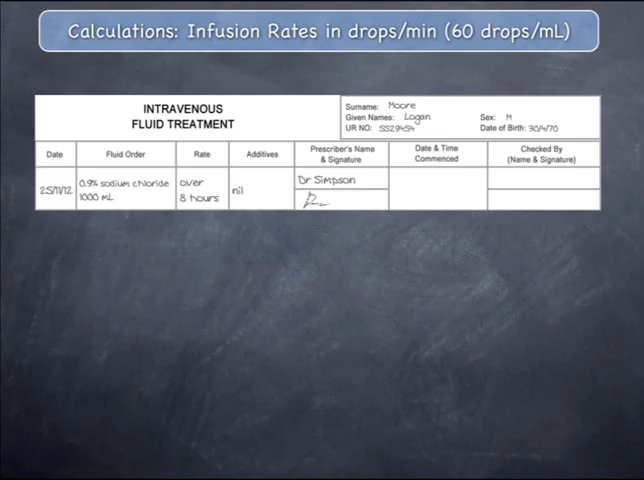 Calculations: Infusion Rates in drops/min (60 drops/mL)
INTRAVENOUS
FLUID TREATMENT
Surname: Moore
Given Names: Logan Sex: M
UR NO: SS29454 Date of Birth: 30/4/70
Date Fluid Order Rate Additives Prescriber's Name & Signature Date & Time Commenced Checked By (Name & Signature)
25/11/12 0.9% sodium chloride 1000 mL over 8 hours nil Dr Simpson